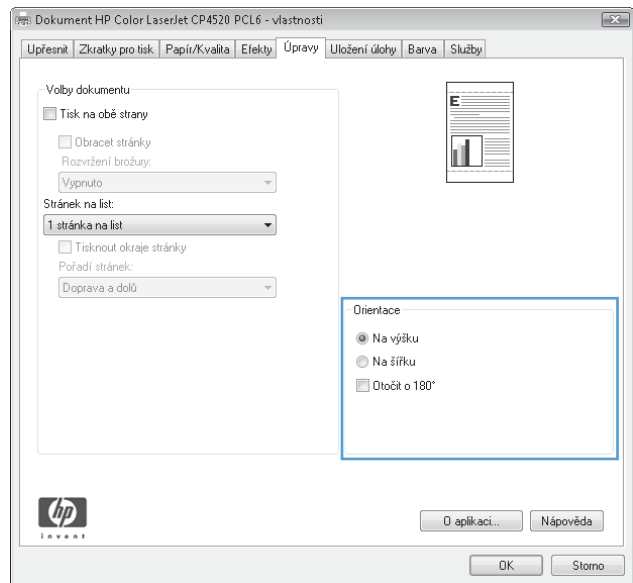 Dokument HP Color LaserJet CP4520 PCL6 - vlastnosti
Upřesnit Zkratky pro tisk Papír/Kvalita Efekty Úpravy Uložení úlohy Barva Služby
Volby dokumentu
Tisk na obě strany
Obracet stránky
Rozvržení brožury:
Vypnuto
Stránek na list:
1 stránka na list
Tisknout okraje stránky
Pořadí stránek:
Doprava a dolů
E
Orientace
Na výšku
Na šířku
Otočit o 180°
hp
invent
O aplikaci... Nápověda
OK Storno